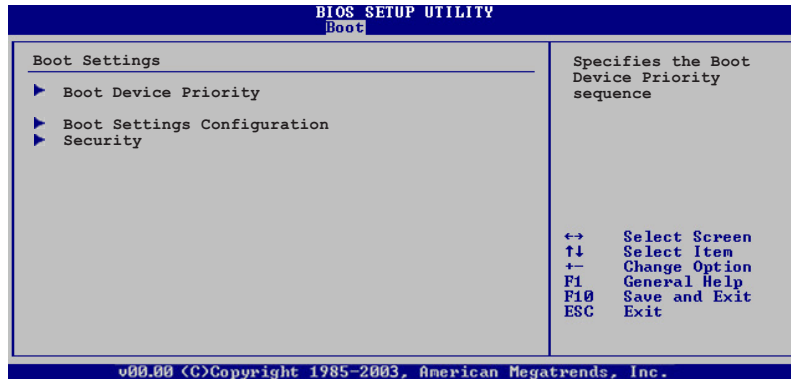 BIOS SETUP UTILITY
Boot
Boot Settings
Boot Device Priority
Boot Settings Configuration
Security
Specifies the Boot
Device Priority
sequence
↔ Select Screen
↑↓ Select Item
+- Change Option
F1 General Help
F10 Save and Exit
ESC Exit
v00.00 (C)Copyright 1985-2003, American Megatrends, Inc.